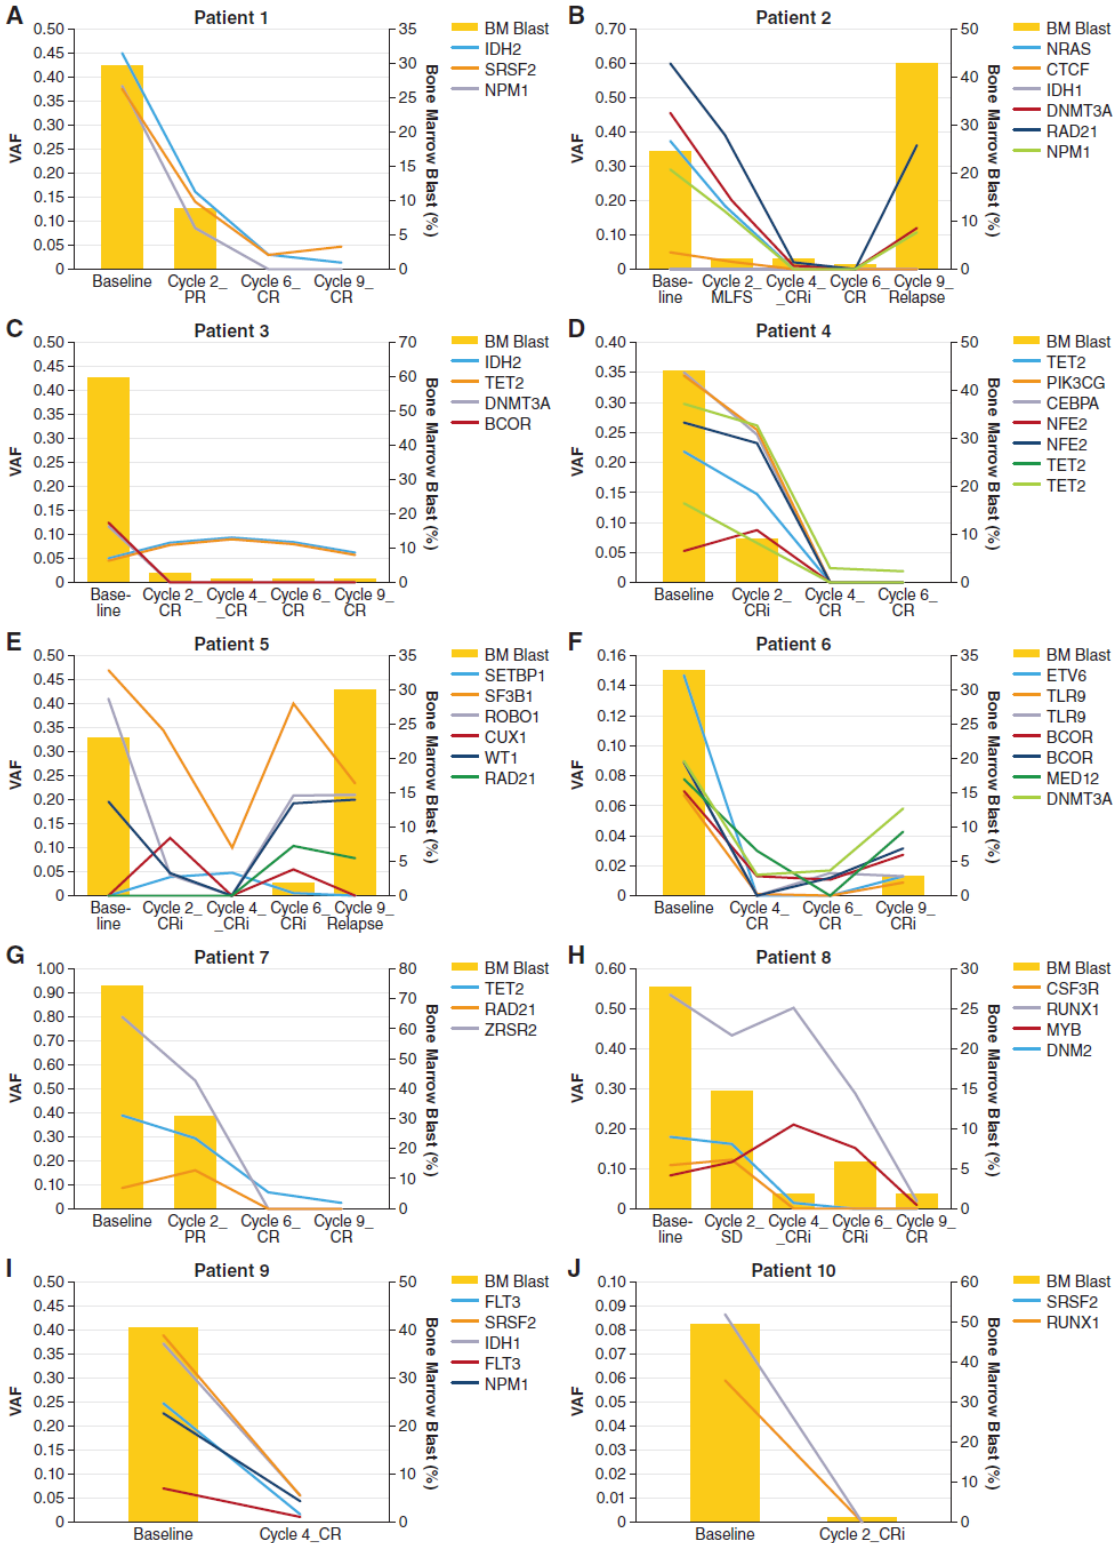 A
Patient 1
VAF
0.50
0.45
0.40
0.35
0.30
0.25
0.20
0.15
0.10
0.05
0
35
30
25
20
15
10
5
0
Bone Marrow Blast (%)
Baseline
Cycle 2_
PR
Cycle 6_
CR
Cycle 9_
CR
BM Blast
IDH2
SRSF2
NPM1
B
Patient 2
VAF
0.70
0.60
0.50
0.40
0.30
0.20
0.10
0
50
40
30
20
10
0
Bone Marrow Blast (%)
Base-
line
Cycle 2_
MLFS
Cycle 4_
_CRi
Cycle 6_
CR
Cycle 9_
Relapse
BM Blast
NRAS
CTCF
IDH1
DNMT3A
RAD21
NPM1
C
Patient 3
VAF
0.50
0.45
0.40
0.35
0.30
0.25
0.20
0.15
0.10
0.05
0
70
60
50
40
30
20
10
0
Bone Marrow Blast (%)
Base-
line
Cycle 2_
CR
Cycle 4_
_CR
Cycle 6_
CR
Cycle 9_
CR
BM Blast
IDH2
TET2
DNMT3A
BCOR
D
Patient 4
VAF
0.40
0.35
0.30
0.25
0.20
0.15
0.10
0.05
0
50
40
30
20
10
0
Bone Marrow Blast (%)
Baseline
Cycle 2_
CRi
Cycle 4_
CR
Cycle 6_
CR
BM Blast
TET2
PIK3CG
CEBPA
NFE2
NFE2
TET2
TET2
E
Patient 5
VAF
0.50
0.45
0.40
0.35
0.30
0.25
0.20
0.15
0.10
0.05
0
35
30
25
20
15
10
5
0
Bone Marrow Blast (%)
Base-
line
Cycle 2_
CRi
Cycle 4_
_CRi
Cycle 6_
CRi
Cycle 9_
Relapse
BM Blast
SETBP1
SF3B1
ROBO1
CUX1
WT1
RAD21
F
Patient 6
VAF
0.16
0.14
0.12
0.10
0.08
0.06
0.04
0.02
0
35
30
25
20
15
10
5
0
Bone Marrow Blast (%)
Baseline
Cycle 4_
CR
Cycle 6_
CR
Cycle 9_
CRi
BM Blast
ETV6
TLR9
TLR9
BCOR
BCOR
MED12
DNMT3A
G
Patient 7
VAF
1.00
0.90
0.80
0.70
0.60
0.50
0.40
0.30
0.20
0.10
0
80
70
60
50
40
30
20
10
0
Bone Marrow Blast (%)
Baseline
Cycle 2_
PR
Cycle 6_
CR
Cycle 9_
CR
BM Blast
TET2
RAD21
ZRSR2
H
Patient 8
VAF
0.60
0.50
0.40
0.30
0.20
0.10
0
30
25
20
15
10
5
0
Bone Marrow Blast (%)
Base-
line
Cycle 2_
SD
Cycle 4_
_CRi
Cycle 6_
CRi
Cycle 9_
CR
BM Blast
CSF3R
RUNX1
MYB
DNM2
I
Patient 9
VAF
0.50
0.45
0.40
0.35
0.30
0.25
0.20
0.15
0.10
0.05
0
50
40
30
20
10
0
Bone Marrow Blast (%)
Baseline
Cycle 4_CR
BM Blast
FLT3
SRSF2
IDH1
FLT3
NPM1
J
Patient 10
VAF
0.10
0.09
0.08
0.07
0.06
0.05
0.04
0.03
0.02
0.01
0
60
50
40
30
20
10
0
Bone Marrow Blast (%)
Baseline
Cycle 2_CRi
BM Blast
SRSF2
RUNX1